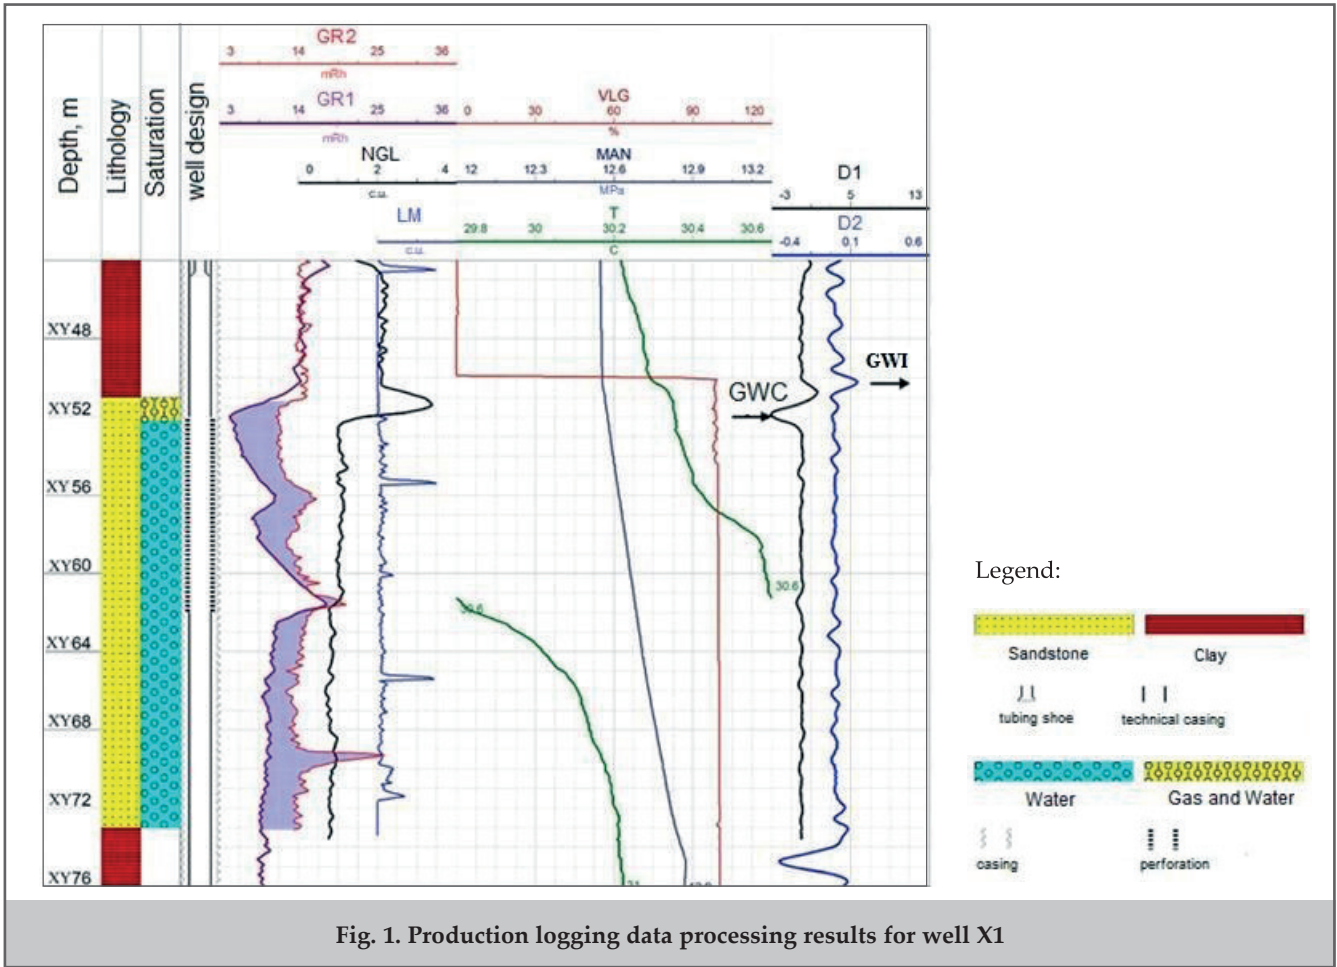 Depth, m
Lithology
Saturation
well design
GR2
3 14 25 36
mRh
GR1
3 14 25 36
mRh
NGL
0 2 4
c.u.
LM
c.u.
VLG
0 30 60 90 120
%
MAN
12 12.3 12.6 12.9 13.2
MPa
T
29.8 30 30.2 30.4 30.6
C
D1
-3 5 13
D2
-0.4 0.1 0.6
XY48
XY52
XY56
XY60
XY64
XY68
XY72
XY76
GWI
GWC
30.6
30.6
31
Legend:
Sandstone
Clay
tubing shoe
technical casing
Water
Gas and Water
casing
perforation
Fig. 1. Production logging data processing results for well X1